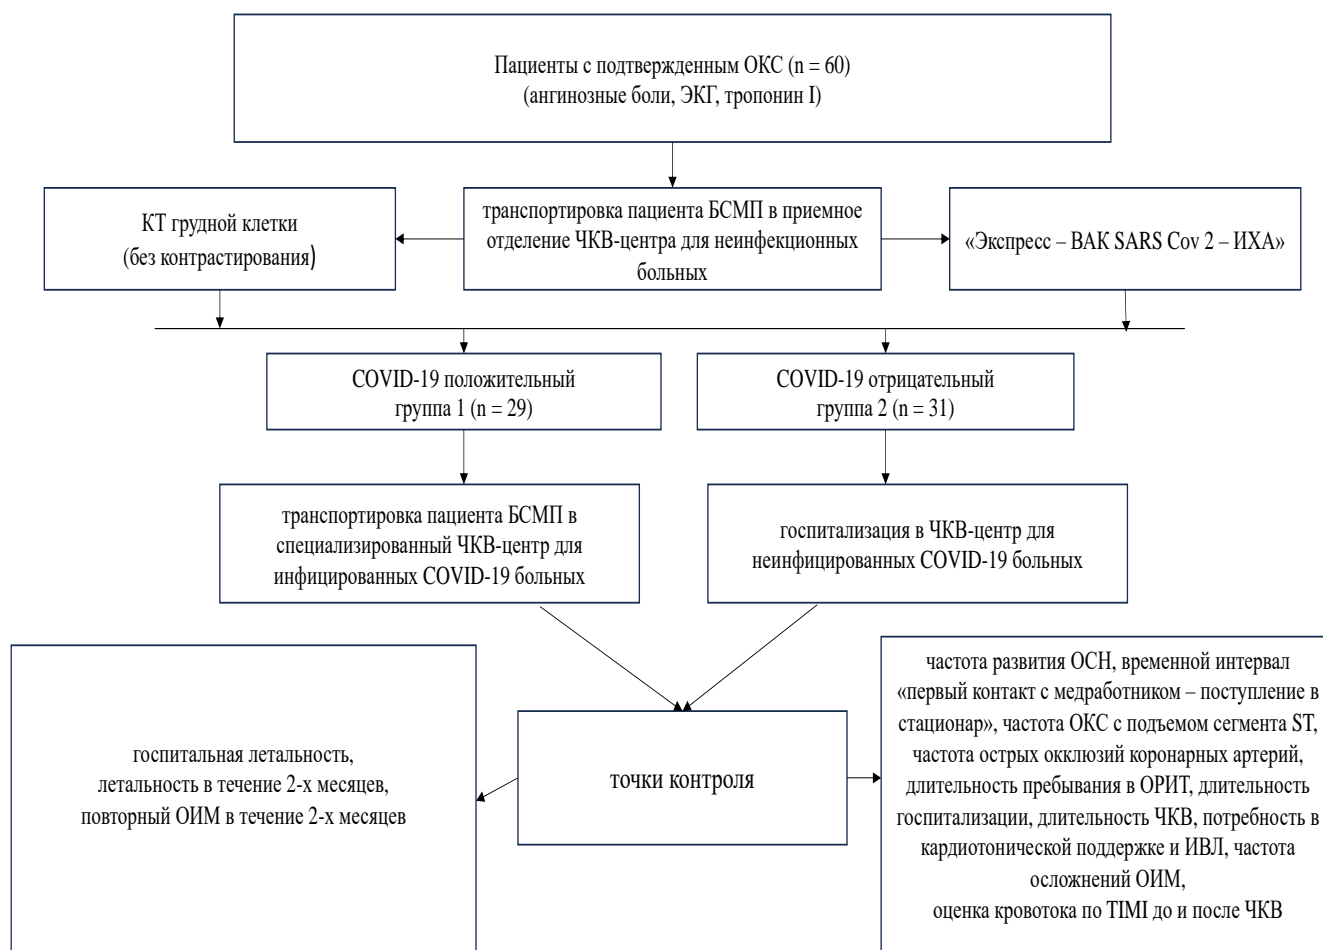 Пациенты с подтвержденным ОКС (n = 60)
(ангинозные боли, ЭКГ, тропонин I)
КТ грудной клетки
(без контрастирования)
транспортировка пациента БСМП в приемное
отделение ЧКВ-центра для неинфекционных
больных
«Экспресс – ВАК SARS Cov 2 – ИХА»
COVID-19 положительный
группа 1 (n = 29)
COVID-19 отрицательный
группа 2 (n = 31)
транспортировка пациента БСМП в
специализированный ЧКВ-центр для
инфицированных COVID-19 больных
госпитализация в ЧКВ-центр для
неинфицированных COVID-19 больных
госпитальная летальность,
летальность в течение 2-х месяцев,
повторный ОИМ в течение 2-х месяцев
точки контроля
частота развития ОСН, временной интервал
«первый контакт с медработником – поступление в
стационар», частота ОКС с подъемом сегмента ST,
частота острых окклюзий коронарных артерий,
длительность пребывания в ОРИТ, длительность
госпитализации, длительность ЧКВ, потребность в
кардиотонической поддержке и ИВЛ, частота
осложнений ОИМ,
оценка кровотока по TIMI до и после ЧКВ